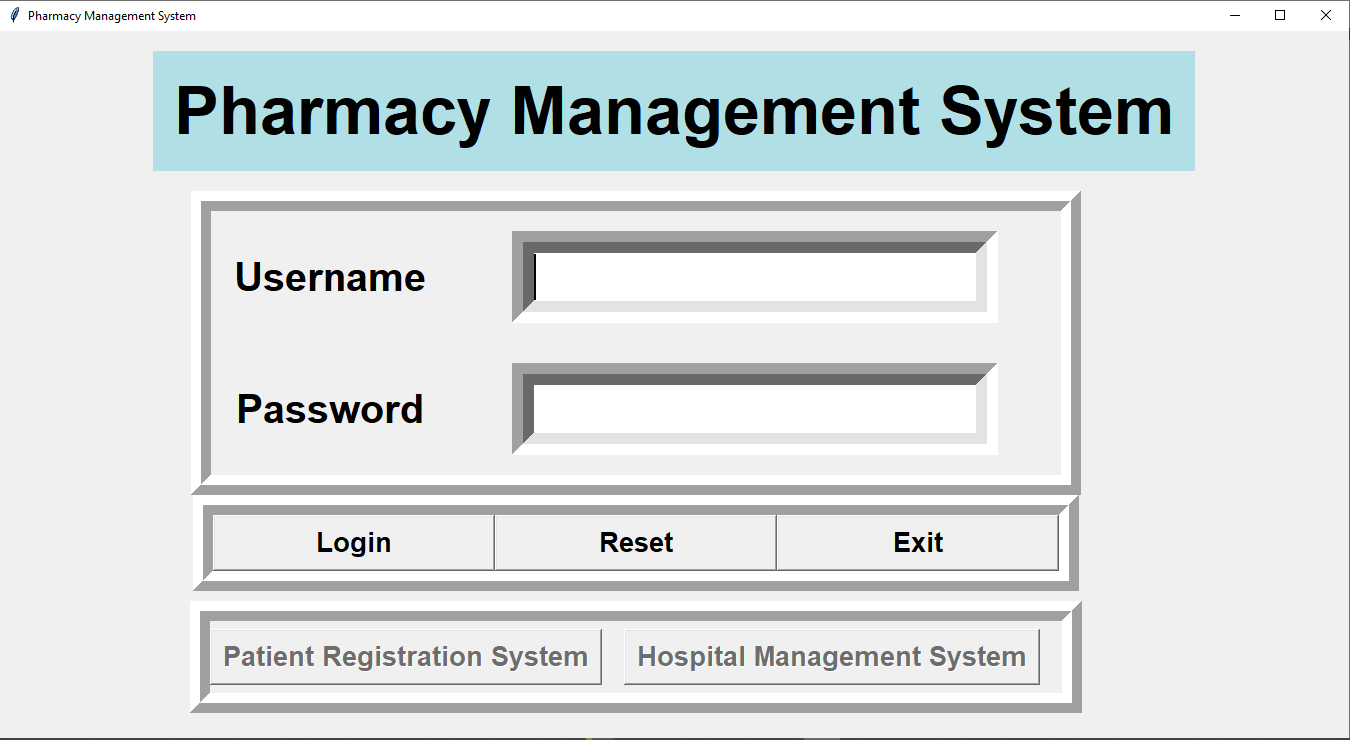 Pharmacy Management System
Pharmacy Management System
Username
Password
Login Reset Exit
Patient Registration System Hospital Management System